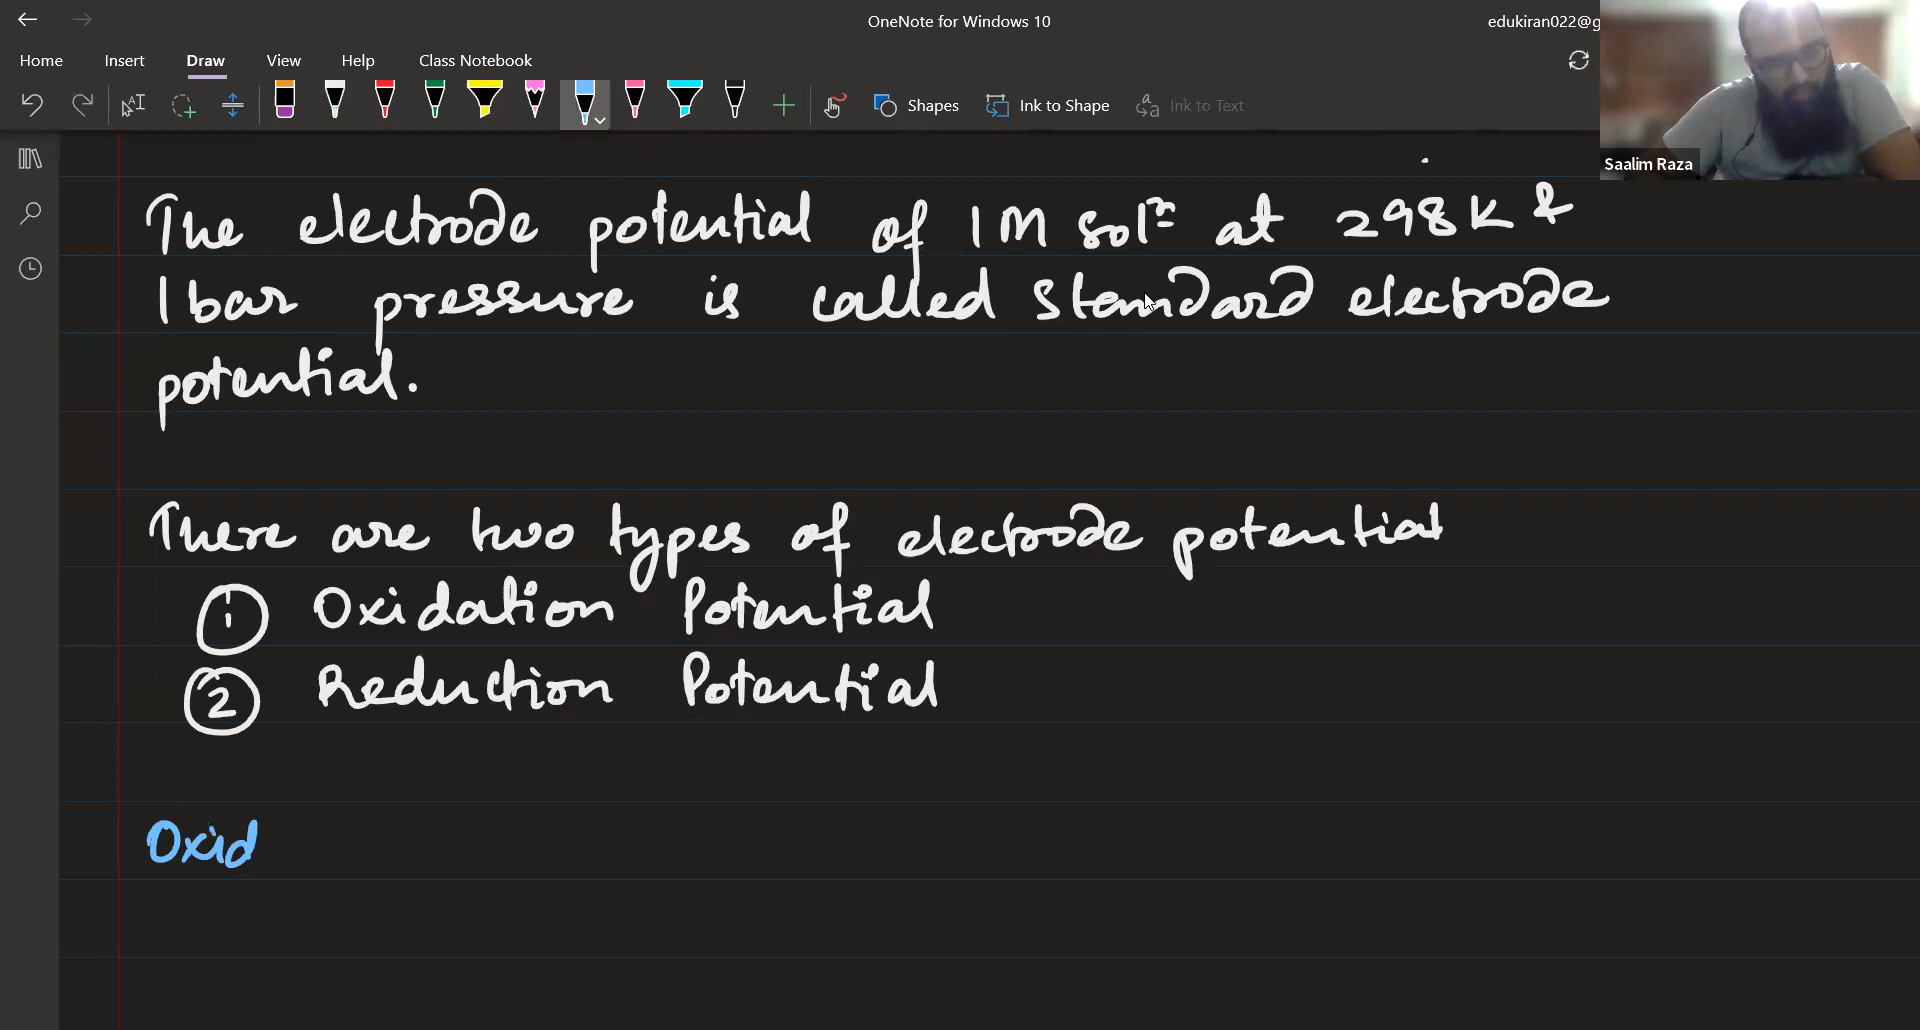 OneNote for Windows 10
edukiran022@g
Home Insert Draw View Help Class Notebook
Shapes Ink to Shape Ink to Text
Saalim Raza
The electrode potential of 1M solⁿ at 298K &
1 bar pressure is called standard electrode
potential.
There are two types of electrode potential
① Oxidation Potential
② Reduction Potential
Oxid